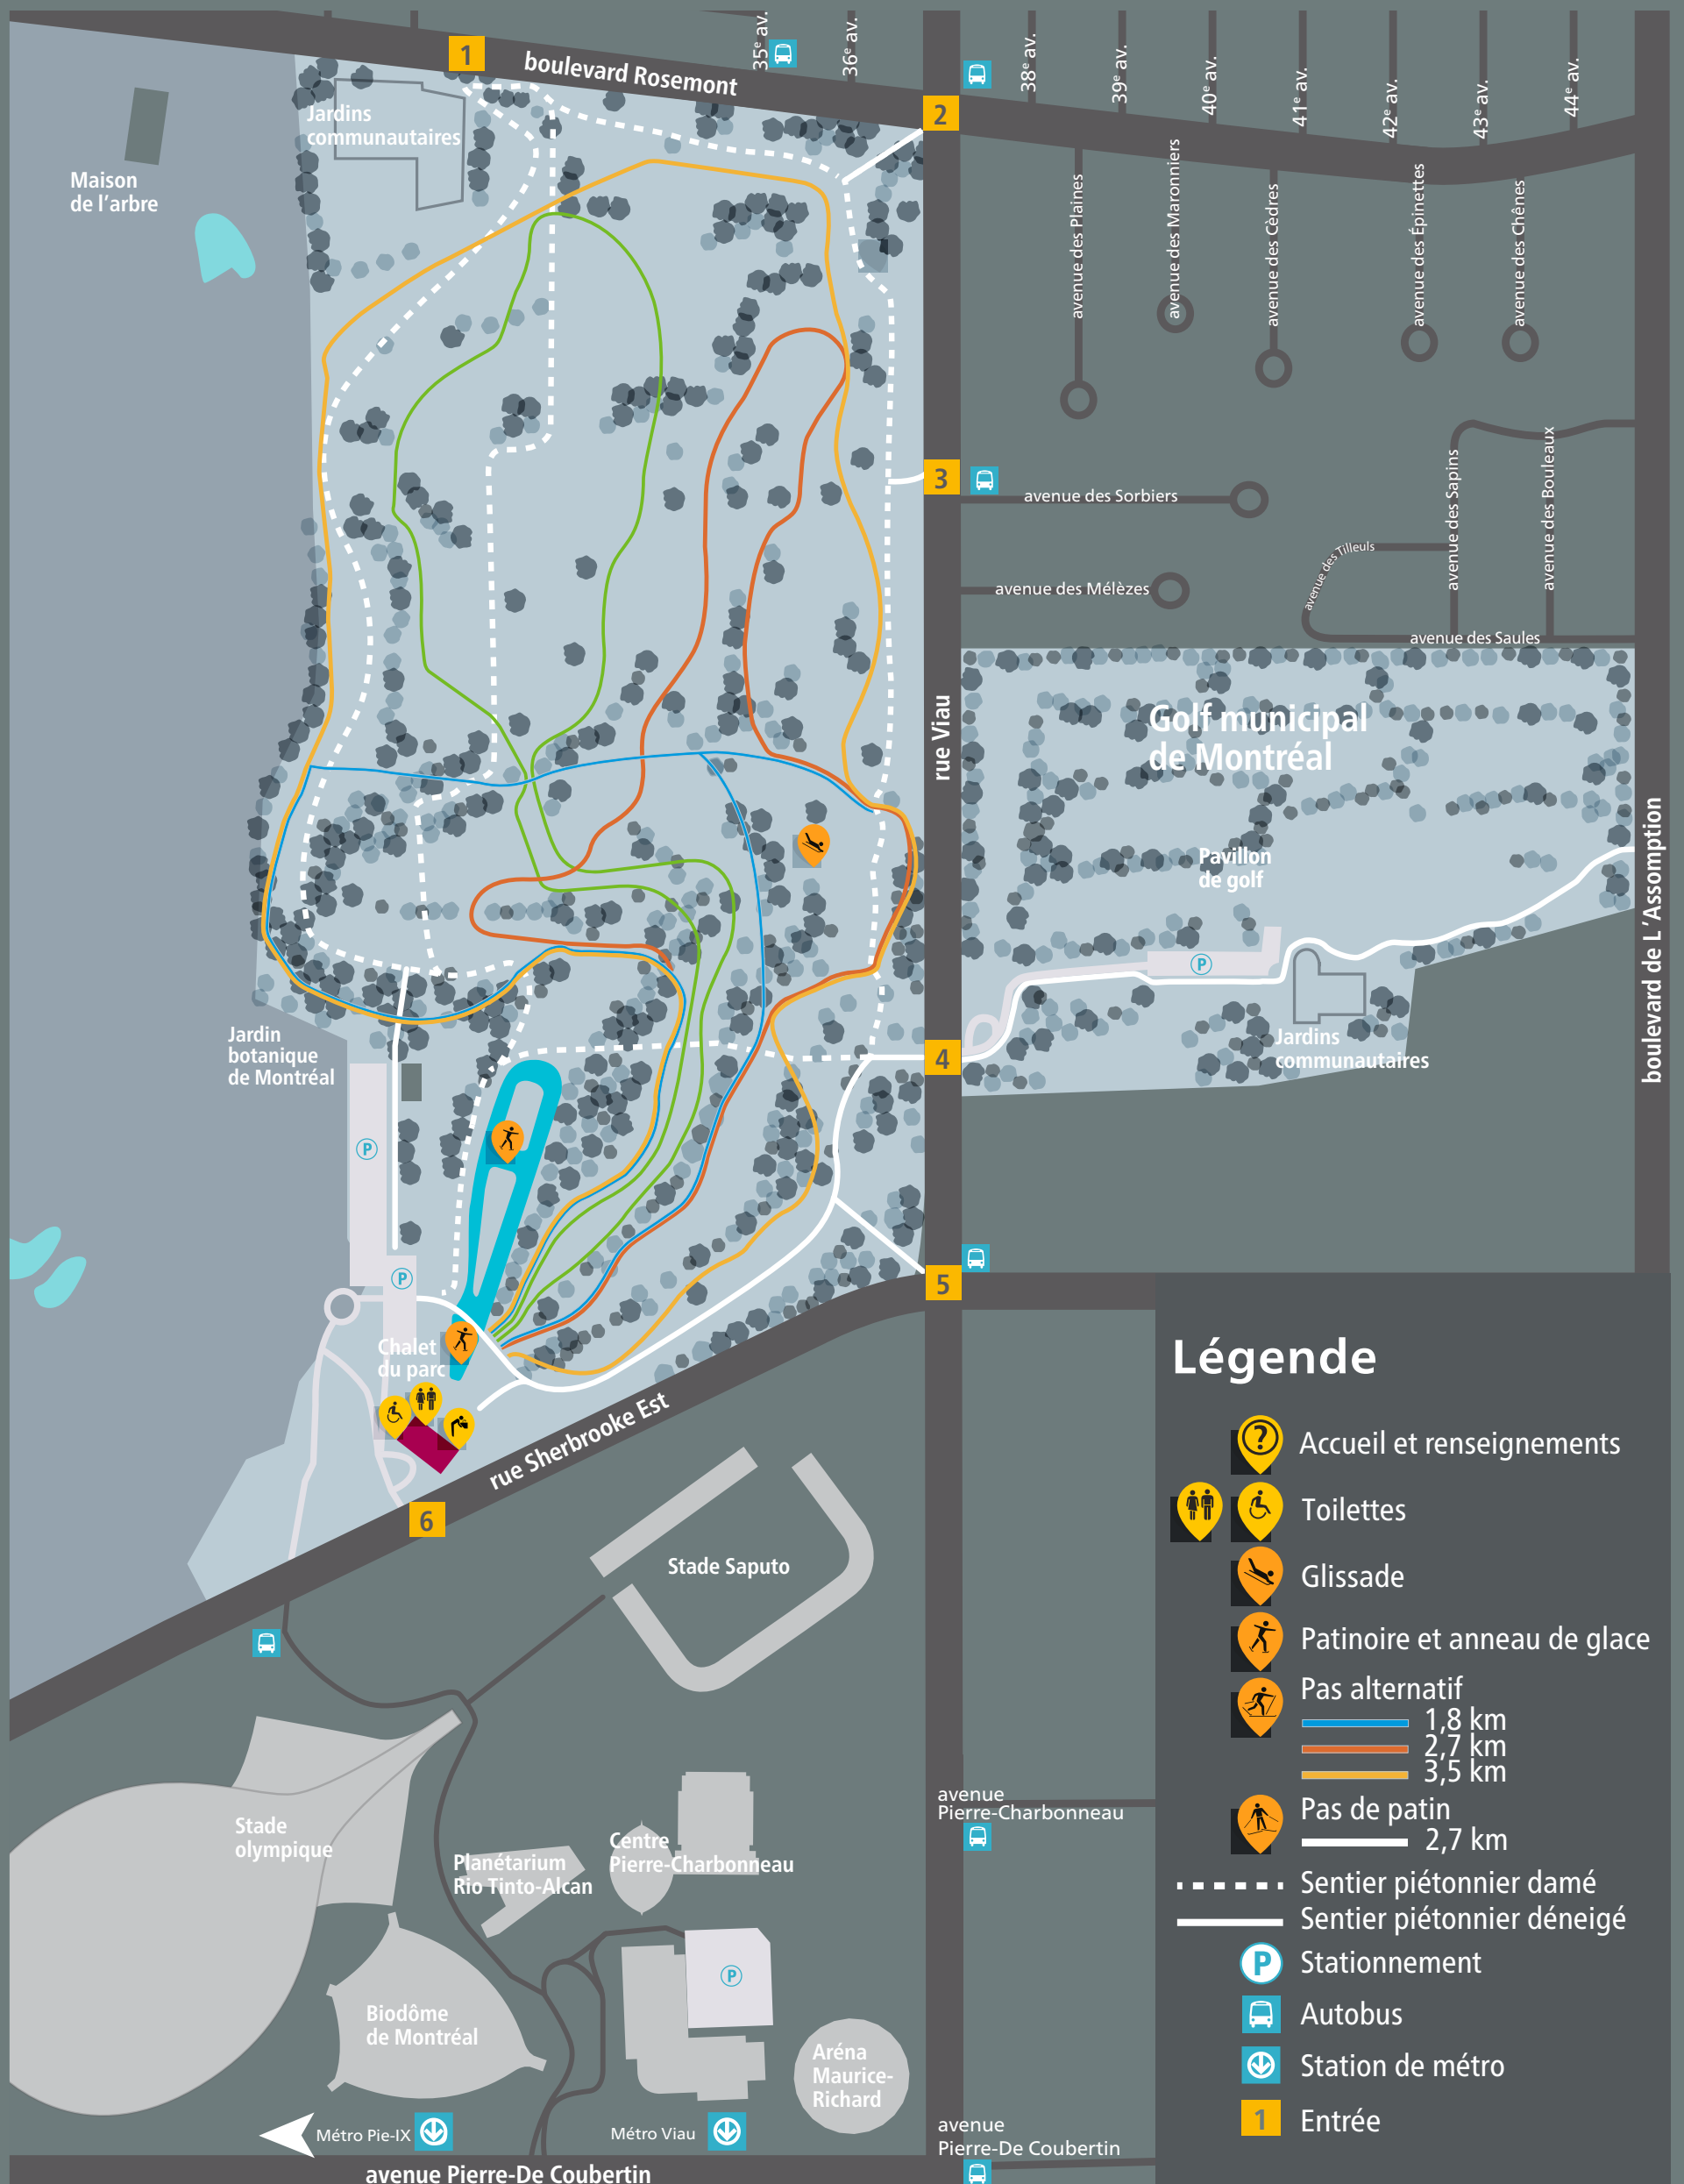 1
boulevard Rosemont
35e av.
36e av.
38e av.
39e av.
40e av.
41e av.
42e av.
43e av.
44e av.
2
Jardins
communautaires
Maison
de l'arbre
avenue des Plaines
avenue des Maronniers
avenue des Cèdres
avenue des Épinettes
avenue des Chênes
3
avenue des Sorbiers
avenue des Sapins
avenue des Bouleaux
avenue des Tilleuls
avenue des Mélèzes
avenue des Saules
rue Viau
Golf municipal
de Montréal
boulevard de L'Assomption
Pavillon
de golf
P
Jardin
botanique
de Montréal
4
Jardins
communautaires
P
P
5
Chalet
du parc
rue Sherbrooke Est
6
Stade Saputo
Stade
olympique
Planétarium
Rio Tinto-Alcan
Centre
Pierre-Charbonneau
avenue
Pierre-Charbonneau
P
Biodôme
de Montréal
Aréna
Maurice-
Richard
Métro Pie-IX
Métro Viau
avenue
Pierre-De Coubertin
avenue Pierre-De Coubertin
Légende
? Accueil et renseignements
Toilettes
Glissade
Patinoire et anneau de glace
Pas alternatif
1,8 km
2,7 km
3,5 km
Pas de patin
2,7 km
Sentier piétonnier damé
Sentier piétonnier déneigé
P Stationnement
Autobus
Station de métro
1 Entrée